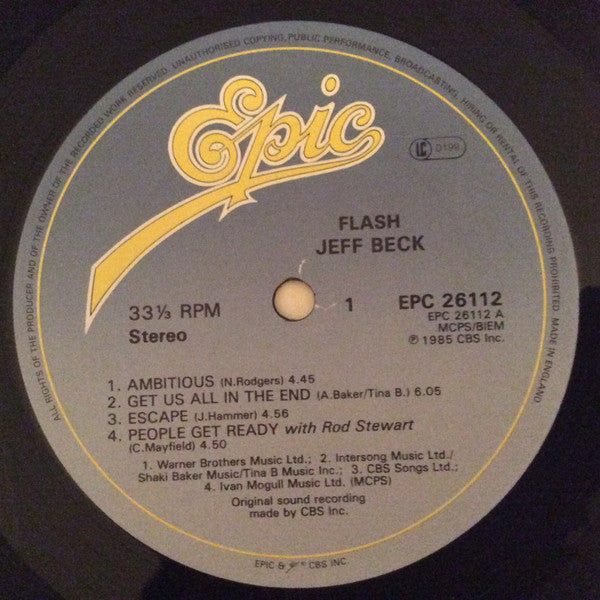 ALL RIGHTS OF THE PRODUCER AND OF THE OWNER OF THE RECORDED WORK RESERVED. UNAUTHORISED COPYING, PUBLIC PERFORMANCE, BROADCASTING, HIRING OR RENTAL OF THIS RECORDING PROHIBITED. MADE IN ENGLAND
Epic
LC 0199
FLASH
JEFF BECK
33⅓ RPM
Stereo
1
EPC 26112
EPC 26112 A
MCPS/BIEM
℗ 1985 CBS Inc.
1. AMBITIOUS (N.Rodgers) 4.45
2. GET US ALL IN THE END (A.Baker/Tina B.) 6.05
3. ESCAPE (J.Hammer) 4.56
4. PEOPLE GET READY with Rod Stewart
(C.Mayfield) 4.50
1. Warner Brothers Music Ltd.; 2. Intersong Music Ltd./
Shaki Baker Music/Tina B Music Inc.; 3. CBS Songs Ltd.;
4. Ivan Mogull Music Ltd. (MCPS)
Original sound recording
made by CBS Inc.
EPIC & Epic ® CBS INC.